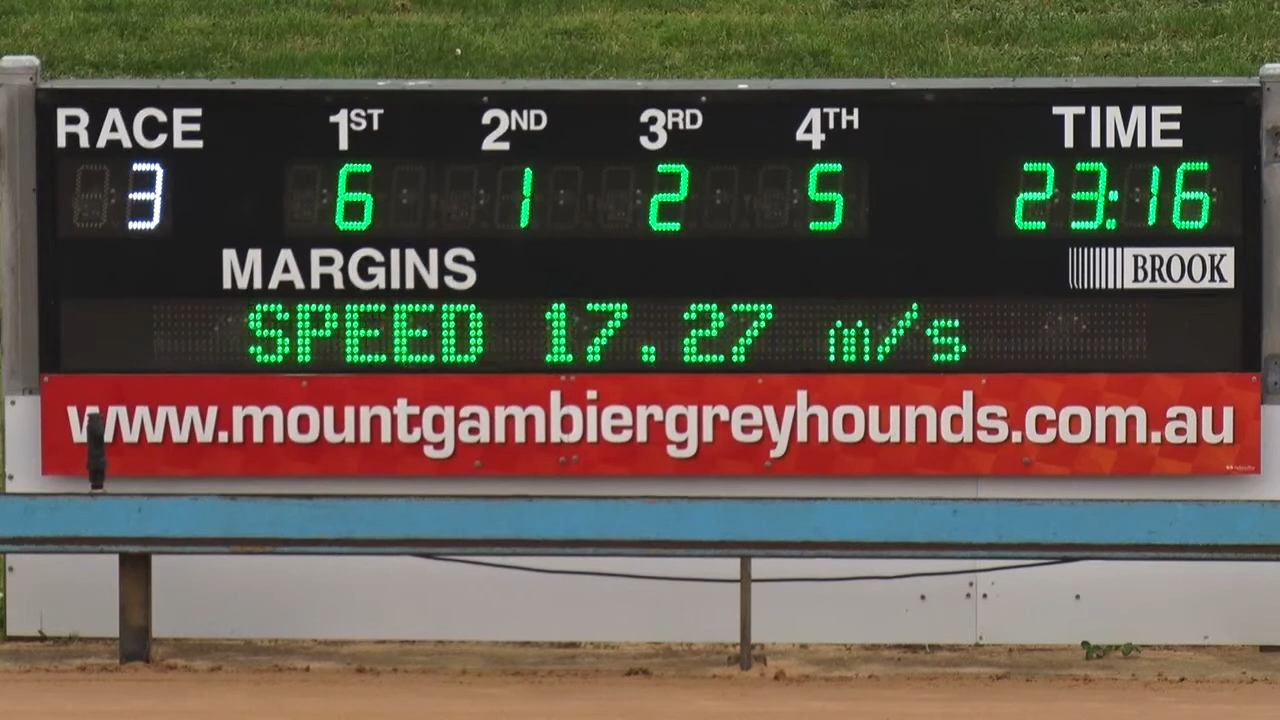 RACE 1ST 2ND 3RD 4TH TIME
3 6 1 2 5 23:16
MARGINS BROOK
SPEED 17.27 m/s
www.mountgambiergreyhounds.com.au